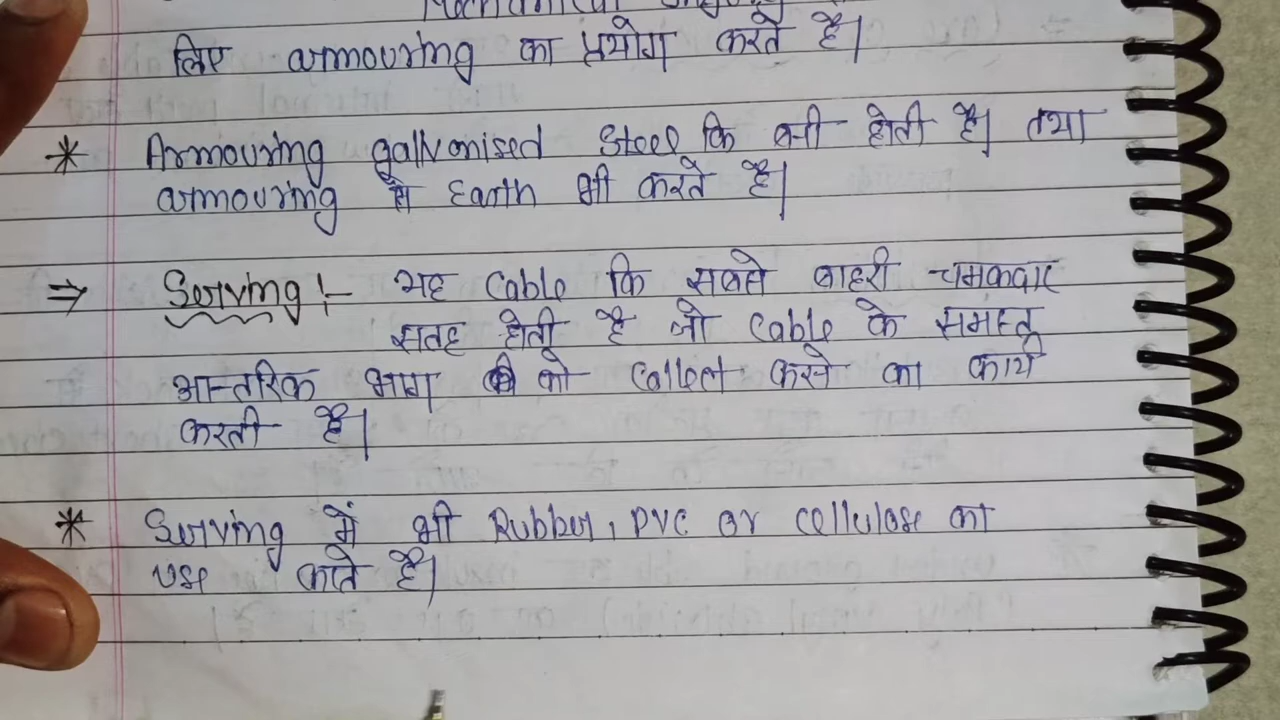 Mechanical
लिए armouring का प्रयोग करते है।
* Armouring galvanised Steel कि बनी होती है। तथा
armouring से Earth भी करते है।
⇒ Serving :- यह Cable कि सबसे बाहरी चमकदार
सतह होती है जो Cable के समस्त
आन्तरिक भाग को collect करने का कार्य
करती है।
* Serving में भी Rubber, PVC or cellulose का
use करते है।